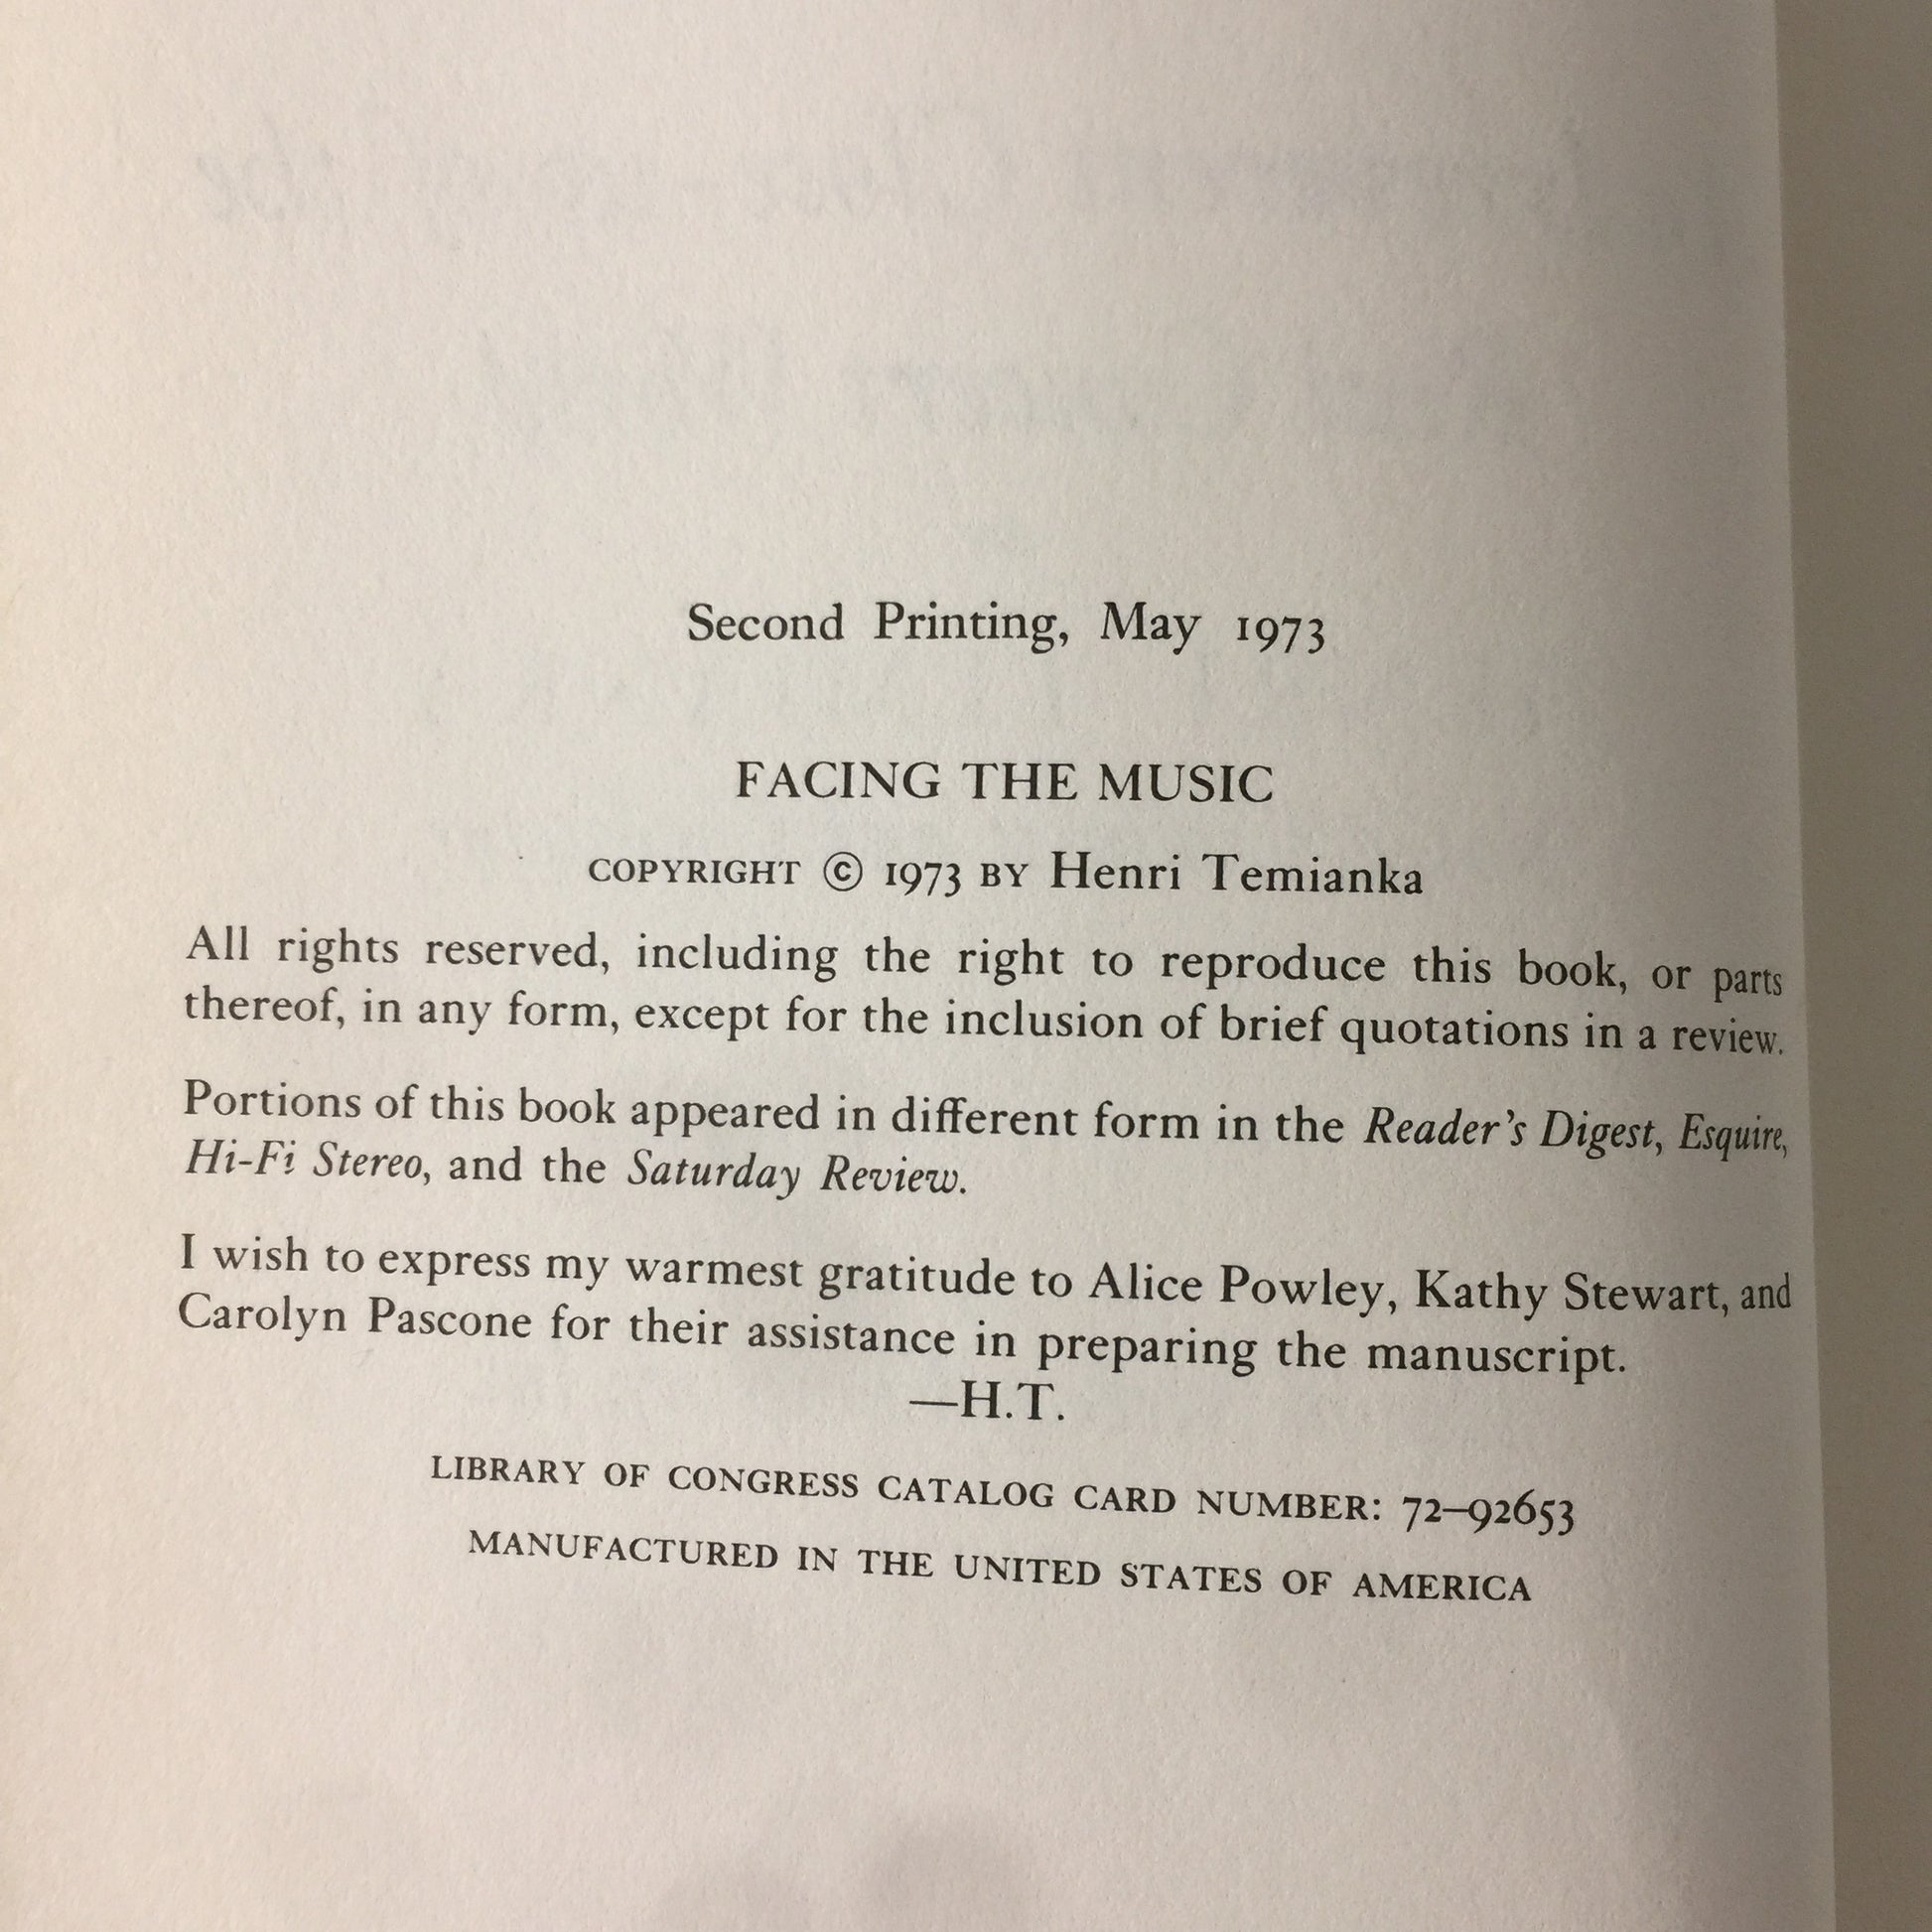 Second Printing, May 1973
FACING THE MUSIC
COPYRIGHT © 1973 BY Henri Temianka
All rights reserved, including the right to reproduce this book, or parts
thereof, in any form, except for the inclusion of brief quotations in a review.
Portions of this book appeared in different form in the Reader's Digest, Esquire,
Hi-Fi Stereo, and the Saturday Review.
I wish to express my warmest gratitude to Alice Powley, Kathy Stewart, and
Carolyn Pascone for their assistance in preparing the manuscript.
—H.T.
LIBRARY OF CONGRESS CATALOG CARD NUMBER: 72–92653
MANUFACTURED IN THE UNITED STATES OF AMERICA